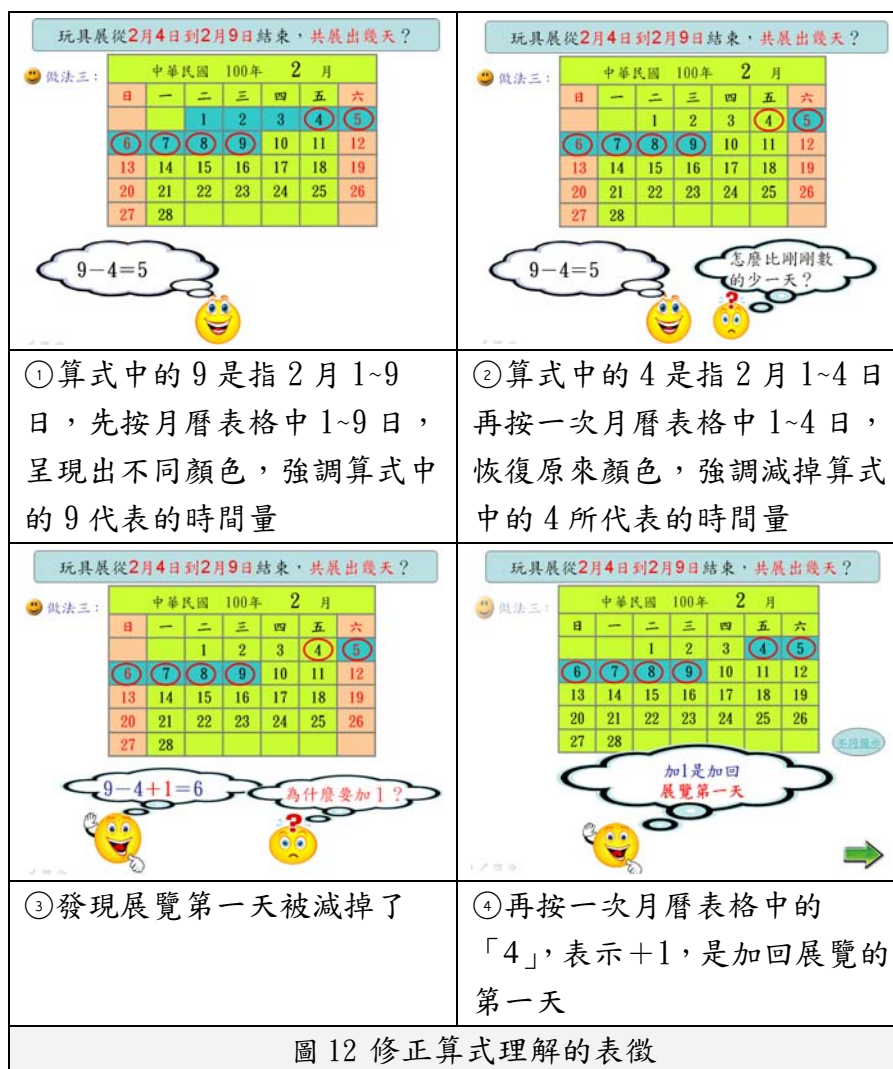 玩具展從2月4日到2月9日結束，共展出幾天？
做法三：
中華民國 100年 2 月
日 一 二 三 四 五 六
1 2 3 4 5
6 7 8 9 10 11 12
13 14 15 16 17 18 19
20 21 22 23 24 25 26
27 28
9－4＝5
玩具展從2月4日到2月9日結束，共展出幾天？
做法三：
中華民國 100年 2 月
日 一 二 三 四 五 六
1 2 3 4 5
6 7 8 9 10 11 12
13 14 15 16 17 18 19
20 21 22 23 24 25 26
27 28
9－4＝5
怎麼比剛剛數
的少一天？
①算式中的 9 是指 2 月 1~9
日，先按月曆表格中 1~9 日，
呈現出不同顏色，強調算式中
的 9 代表的時間量
②算式中的 4 是指 2 月 1~4 日
再按一次月曆表格中 1~4 日，
恢復原來顏色，強調減掉算式
中的 4 所代表的時間量
玩具展從2月4日到2月9日結束，共展出幾天？
做法三：
中華民國 100年 2 月
日 一 二 三 四 五 六
1 2 3 4 5
6 7 8 9 10 11 12
13 14 15 16 17 18 19
20 21 22 23 24 25 26
27 28
9－4＋1＝6
為什麼要加1？
玩具展從2月4日到2月9日結束，共展出幾天？
做法三：
中華民國 100年 2 月
日 一 二 三 四 五 六
1 2 3 4 5
6 7 8 9 10 11 12
13 14 15 16 17 18 19
20 21 22 23 24 25 26
27 28
加1是加回
展覽第一天
③發現展覽第一天被減掉了
④再按一次月曆表格中的
「4」，表示＋1，是加回展覽的
第一天
圖 12 修正算式理解的表徵